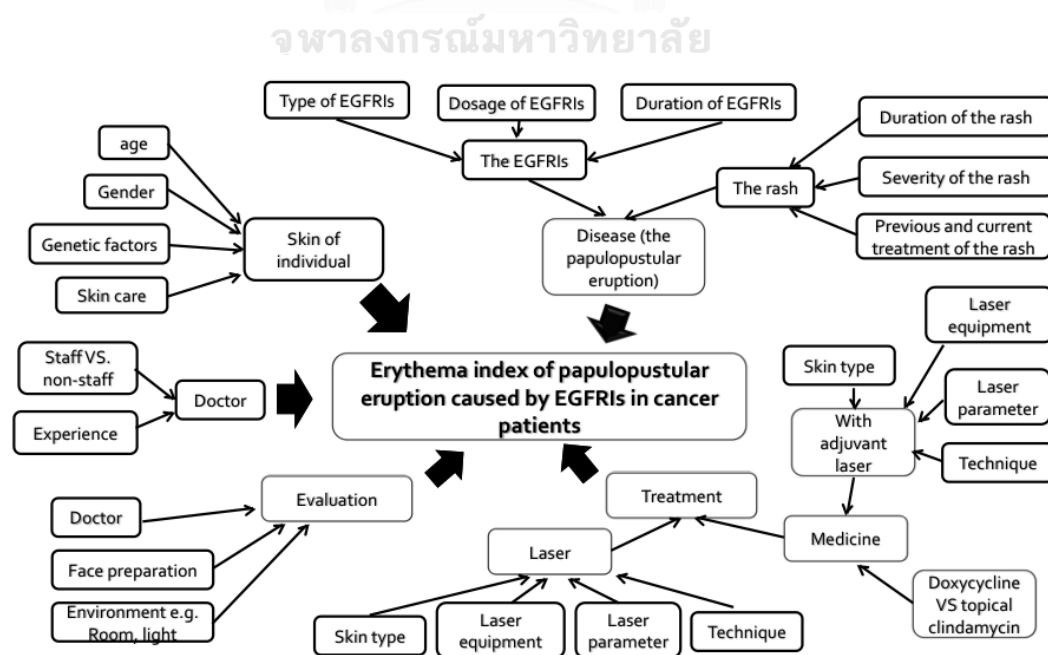 จุฬาลงกรณ์มหาวิทยาลัย
Type of EGFRIs
Dosage of EGFRIs
Duration of EGFRIs
The EGFRIs
Duration of the rash
Severity of the rash
Previous and current
treatment of the rash
The rash
Disease (the
papulopustular
eruption)
age
Gender
Genetic factors
Skin care
Skin of
individual
Staff VS.
non-staff
Experience
Doctor
Erythema index of papulopustular
eruption caused by EGFRIs in cancer
patients
Laser
equipment
Skin type
Laser
parameter
With
adjuvant
laser
Technique
Evaluation
Doctor
Face preparation
Environment e.g.
Room, light
Treatment
Laser
Medicine
Skin type
Laser
equipment
Laser
parameter
Technique
Doxycycline
VS topical
clindamycin